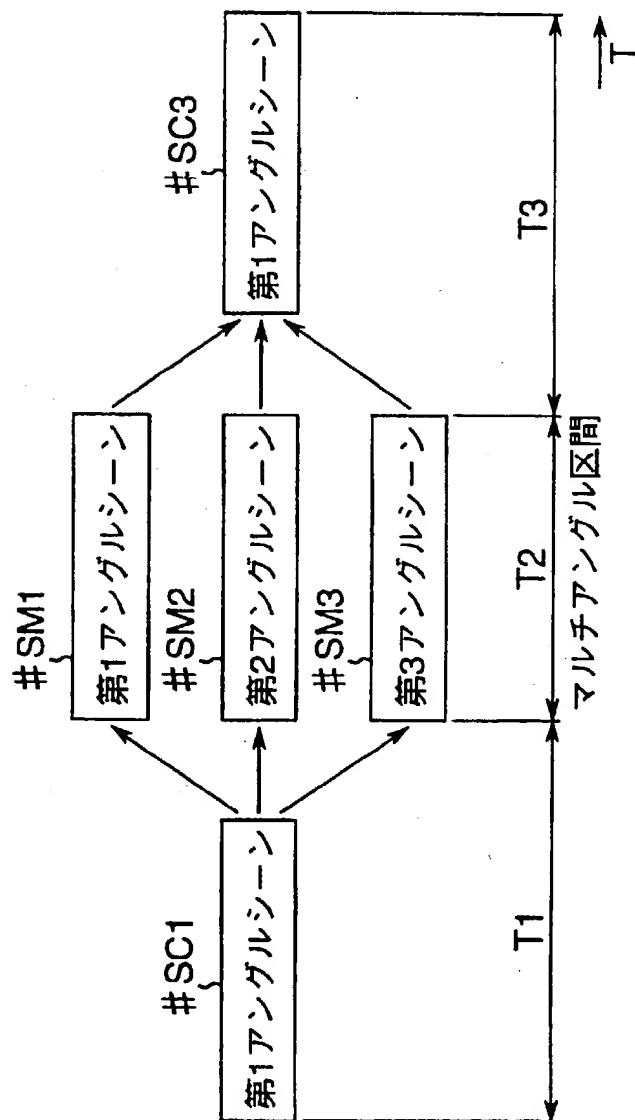 #SC1
第1アングルシーン
#SM1
第1アングルシーン
#SM2
第2アングルシーン
#SM3
第3アングルシーン
#SC3
第1アングルシーン
T1
T2
T3
マルチアングル区間
T